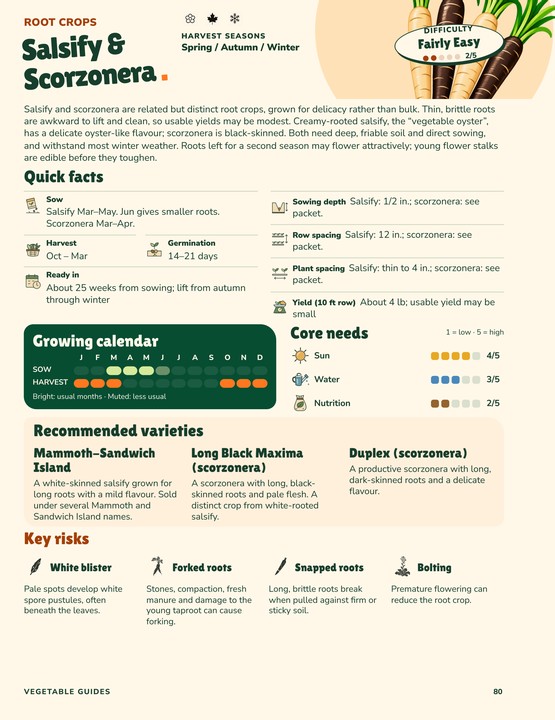 ROOT CROPS
Salsify &
Scorzonera.
HARVEST SEASONS
Spring / Autumn / Winter
DIFFICULTY
Fairly Easy
2/5
Salsify and scorzonera are related but distinct root crops, grown for delicacy rather than bulk. Thin, brittle roots
are awkward to lift and clean, so usable yields may be modest. Creamy-rooted salsify, the “vegetable oyster”,
has a delicate oyster-like flavour; scorzonera is black-skinned. Both need deep, friable soil and direct sowing,
and withstand most winter weather. Roots left for a second season may flower attractively; young flower stalks
are edible before they toughen.
Quick facts
Sow
Salsify Mar–May. Jun gives smaller roots.
Scorzonera Mar–Apr.
Harvest
Oct – Mar
Germination
14–21 days
Ready in
About 25 weeks from sowing; lift from autumn
through winter
Sowing depth Salsify: 1/2 in.; scorzonera: see
packet.
Row spacing Salsify: 12 in.; scorzonera: see
packet.
Plant spacing Salsify: thin to 4 in.; scorzonera: see
packet.
Yield (10 ft row) About 4 lb; usable yield may be
small
Growing calendar
J F M A M J J A S O N D
SOW
HARVEST
Bright: usual months · Muted: less usual
Core needs
1 = low · 5 = high
Sun 4/5
Water 3/5
Nutrition 2/5
Recommended varieties
Mammoth-Sandwich
Island
A white-skinned salsify grown for
long roots with a mild flavour. Sold
under several Mammoth and
Sandwich Island names.
Long Black Maxima
(scorzonera)
A scorzonera with long, black-
skinned roots and pale flesh. A
distinct crop from white-rooted
salsify.
Duplex (scorzonera)
A productive scorzonera with long,
dark-skinned roots and a delicate
flavour.
Key risks
White blister
Pale spots develop white
spore pustules, often
beneath the leaves.
Forked roots
Stones, compaction, fresh
manure and damage to the
young taproot can cause
forking.
Snapped roots
Long, brittle roots break
when pulled against firm or
sticky soil.
Bolting
Premature flowering can
reduce the root crop.
VEGETABLE GUIDES
80